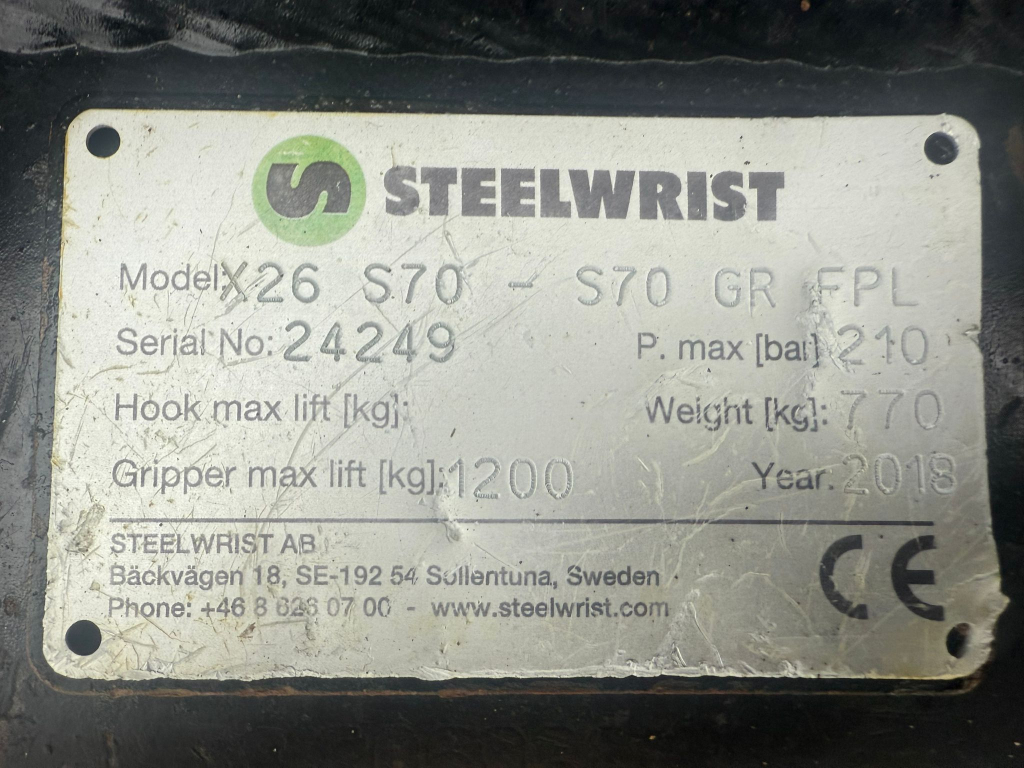 STEELWRIST
Model: X26 S70 - S70 GR FPL
Serial No: 24249 P. max [bar] 210
Hook max lift [kg]: Weight [kg]: 770
Gripper max lift [kg]: 1200 Year: 2018
STEELWRIST AB
Bäckvägen 18, SE-192 54 Sollentuna, Sweden
Phone: +46 8 626 07 00 - www.steelwrist.com
CE